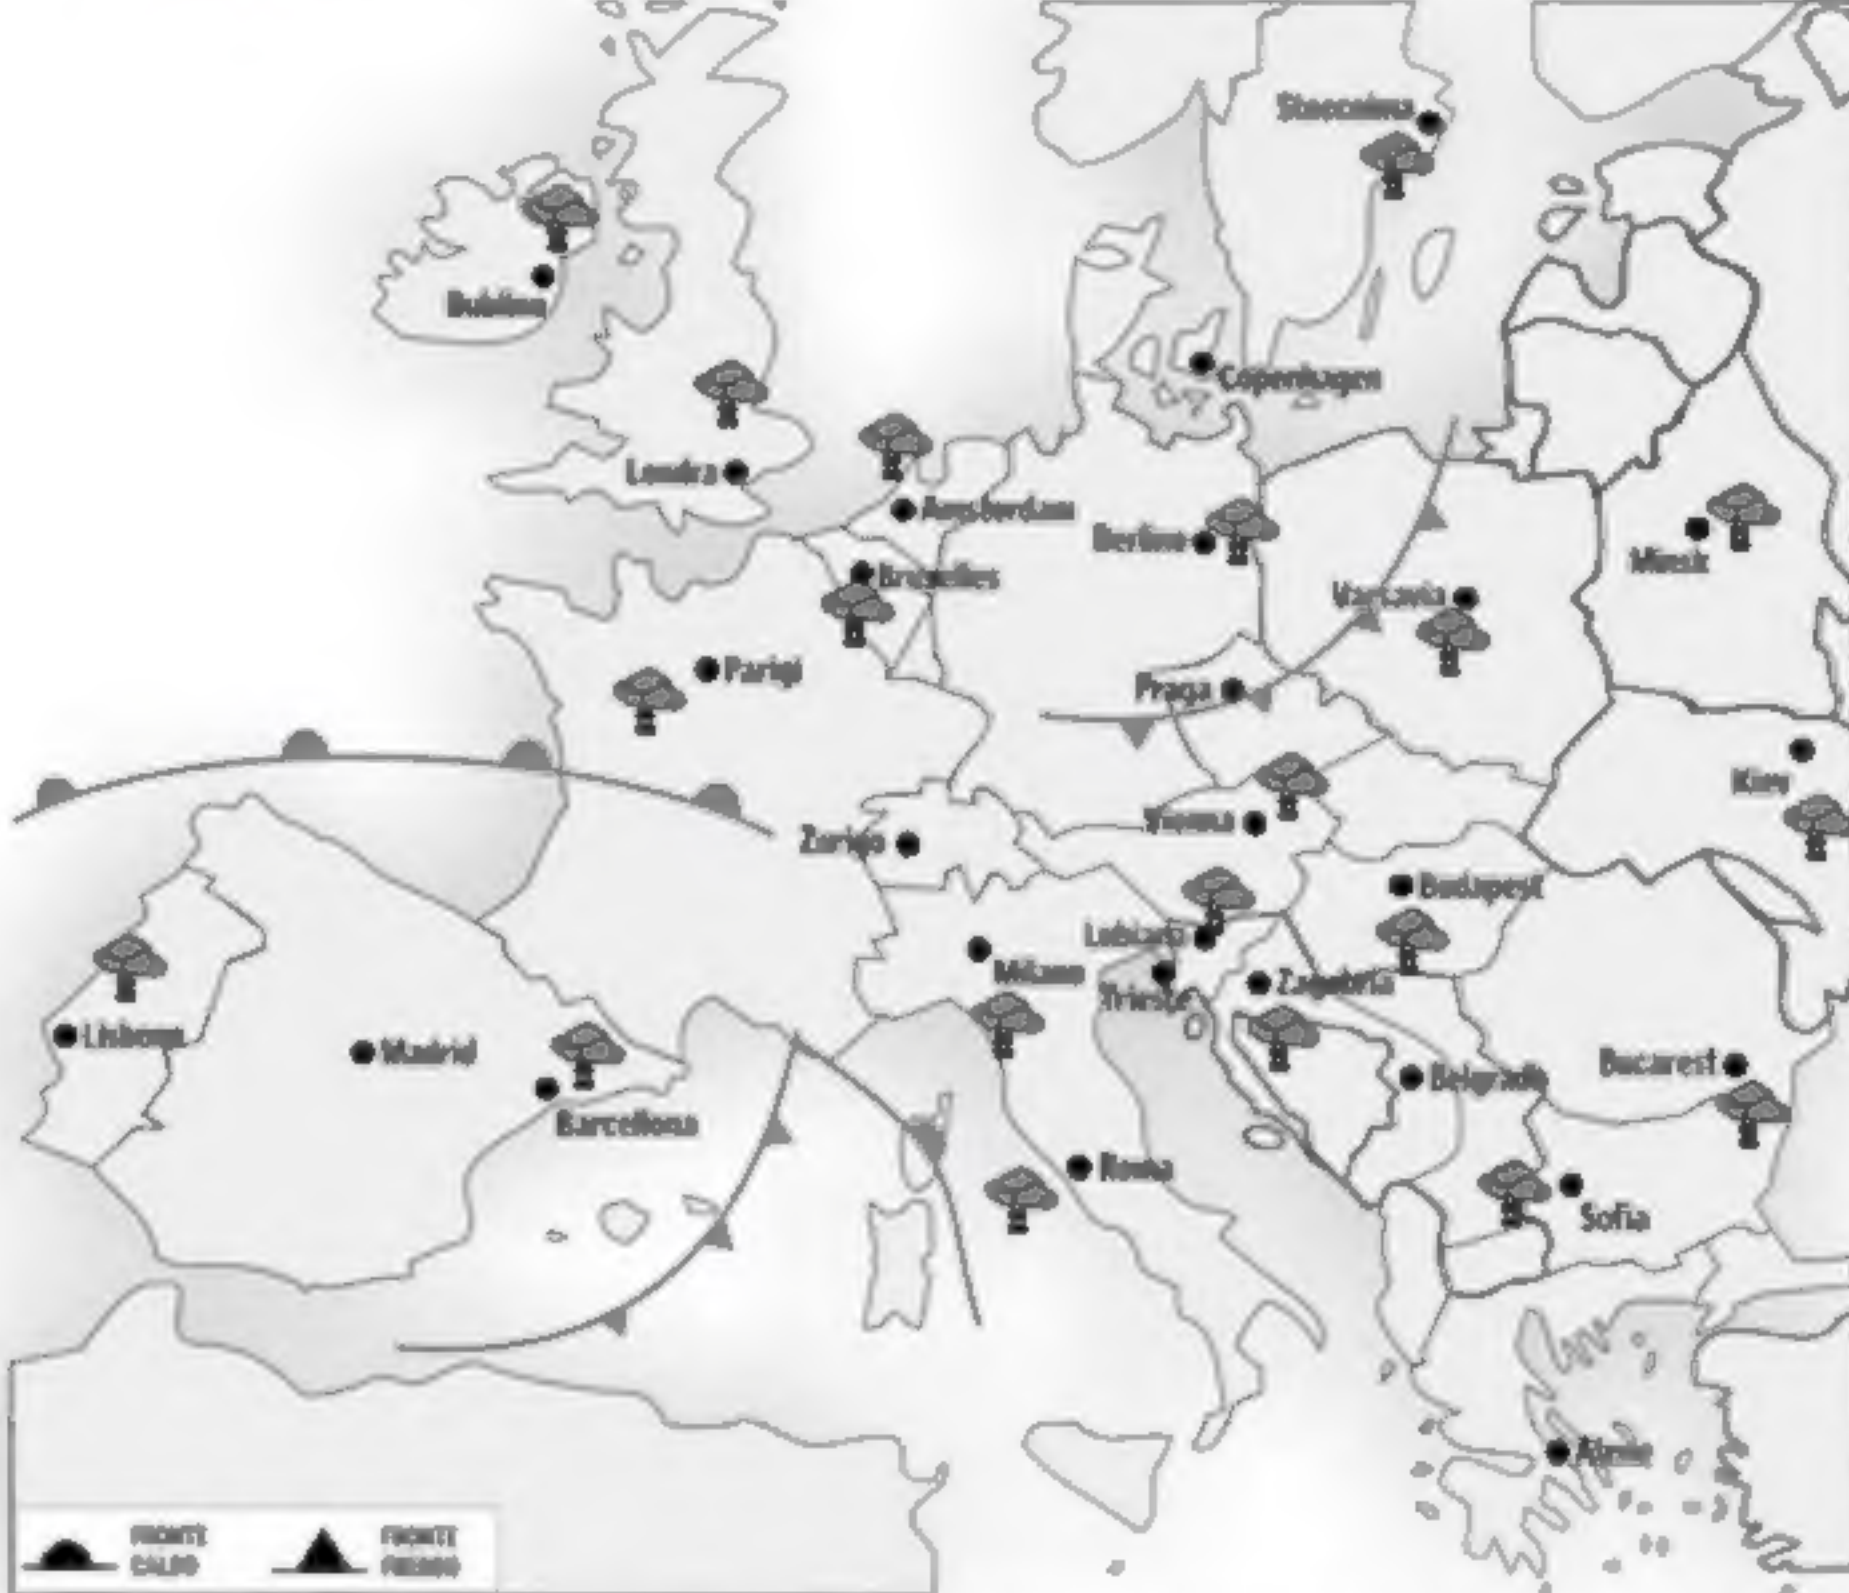 Stoccolma
Dublino
Copenhagen
Londra
Amsterdam
Berlino
Bruxelles
Minsk
Varsavia
Parigi
Praga
Kiev
Vienna
Zurigo
Budapest
Lubiana
Milano
Zagabria
Trieste
Lisbona
Madrid
Bucarest
Belgrado
Barcellona
Roma
Sofia
Atene
FRONTE
CALDO
FRONTE
FREDDO